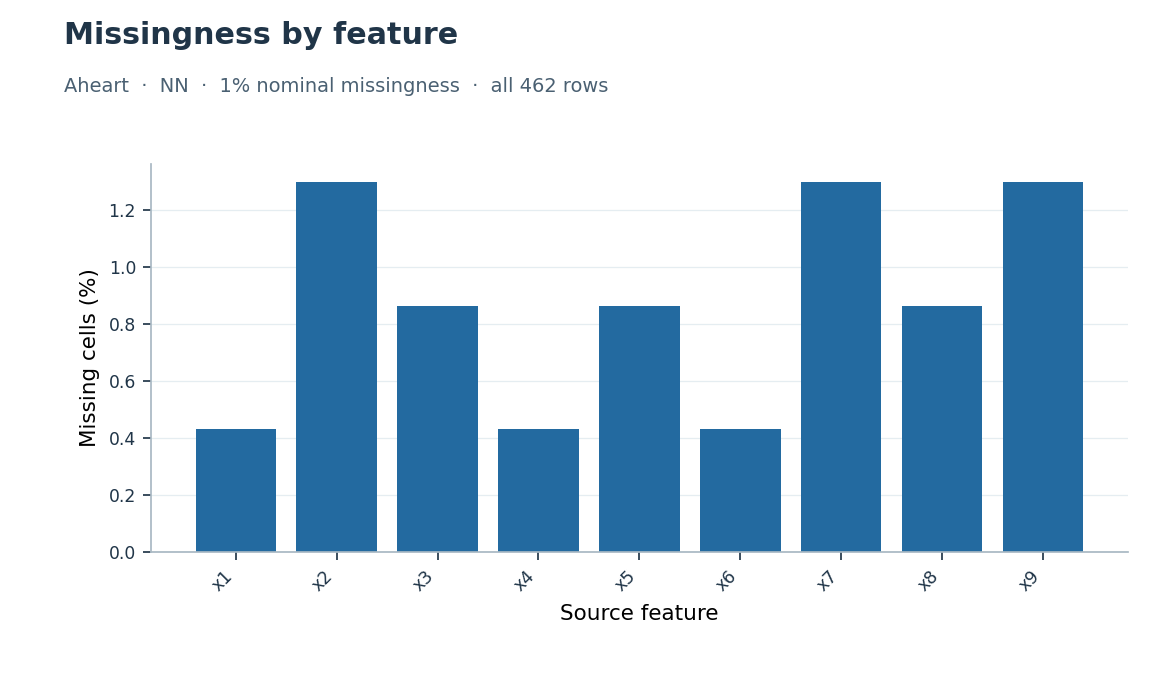 Missingness by feature
Aheart · NN · 1% nominal missingness · all 462 rows
Missing cells (%)
1.2
1.0
0.8
0.6
0.4
0.2
0.0
x1 x2 x3 x4 x5 x6 x7 x8 x9
Source feature